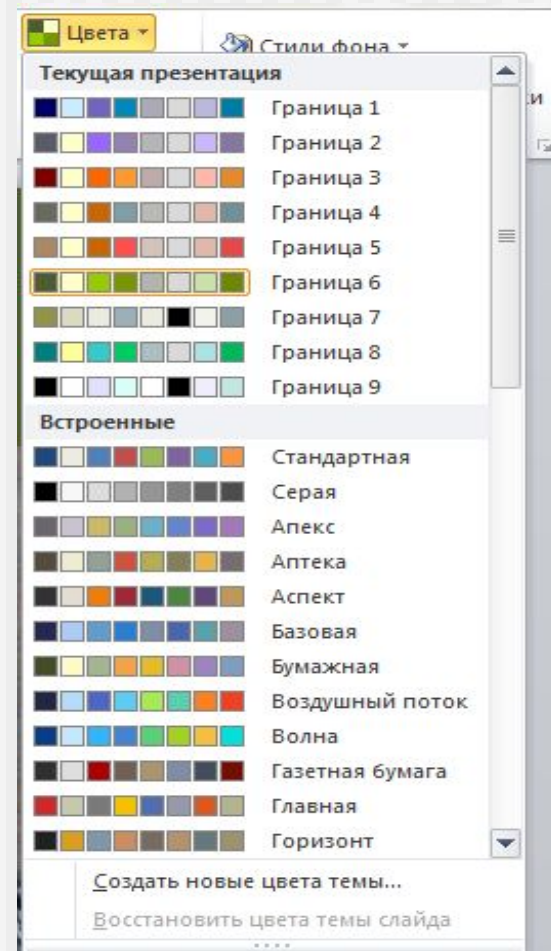 Цвета
Стили фона
ки
Текущая презентация
Граница 1
Граница 2
Граница 3
Граница 4
Граница 5
Граница 6
Граница 7
Граница 8
Граница 9
Встроенные
Стандартная
Серая
Апекс
Аптека
Аспект
Базовая
Бумажная
Воздушный поток
Волна
Газетная бумага
Главная
Горизонт
Создать новые цвета темы...
Восстановить цвета темы слайда